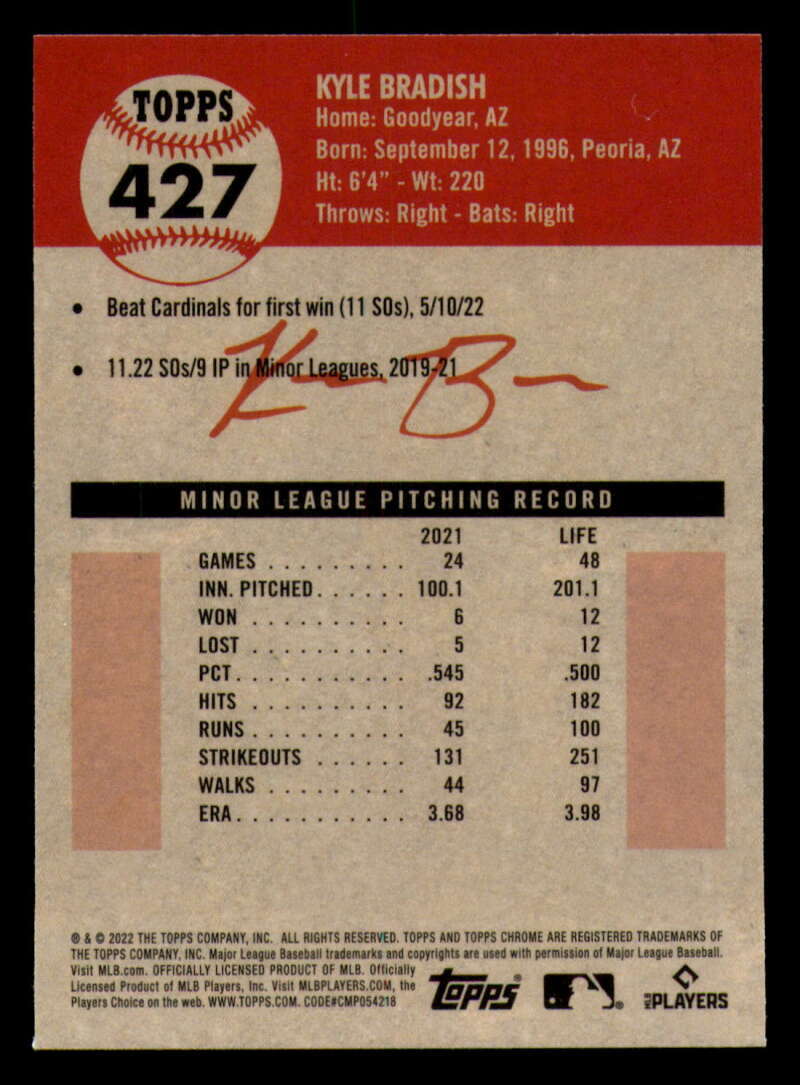 TOPPS
427
KYLE BRADISH
Home: Goodyear, AZ
Born: September 12, 1996, Peoria, AZ
Ht: 6'4" - Wt: 220
Throws: Right - Bats: Right
• Beat Cardinals for first win (11 SOs), 5/10/22
• 11.22 SOs/9 IP in Minor Leagues, 2019-21
MINOR LEAGUE PITCHING RECORD
2021 LIFE
GAMES . . . . . . . . . 24 48
INN. PITCHED. . . . . . 100.1 201.1
WON . . . . . . . . . . 6 12
LOST . . . . . . . . . . 5 12
PCT. . . . . . . . . . . .545 .500
HITS . . . . . . . . . . 92 182
RUNS . . . . . . . . . . 45 100
STRIKEOUTS . . . . . . 131 251
WALKS . . . . . . . . . 44 97
ERA. . . . . . . . . . . 3.68 3.98
® & © 2022 THE TOPPS COMPANY, INC. ALL RIGHTS RESERVED. TOPPS AND TOPPS CHROME ARE REGISTERED TRADEMARKS OF
THE TOPPS COMPANY, INC. Major League Baseball trademarks and copyrights are used with permission of Major League Baseball.
Visit MLB.com. OFFICIALLY LICENSED PRODUCT OF MLB. Officially
Licensed Product of MLB Players, Inc. Visit MLBPLAYERS.COM, the
Players Choice on the web. WWW.TOPPS.COM. CODE#CMP054218
Topps®
®
MLB PLAYERS